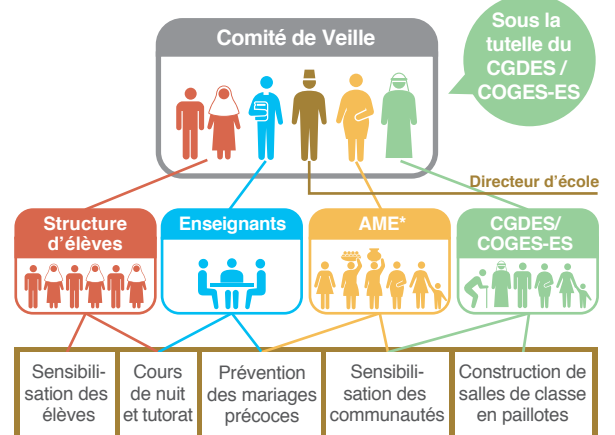 Comité de Veille
Sous la
tutelle du
CGDES /
COGES-ES
Directeur d'école
Structure
d'élèves
Enseignants
AME*
CGDES/
COGES-ES
Sensibili-
sation des
élèves
Cours
de nuit
et tutorat
Prévention
des mariages
précoces
Sensibili-
sation des
communautés
Construction de
salles de classe
en paillotes